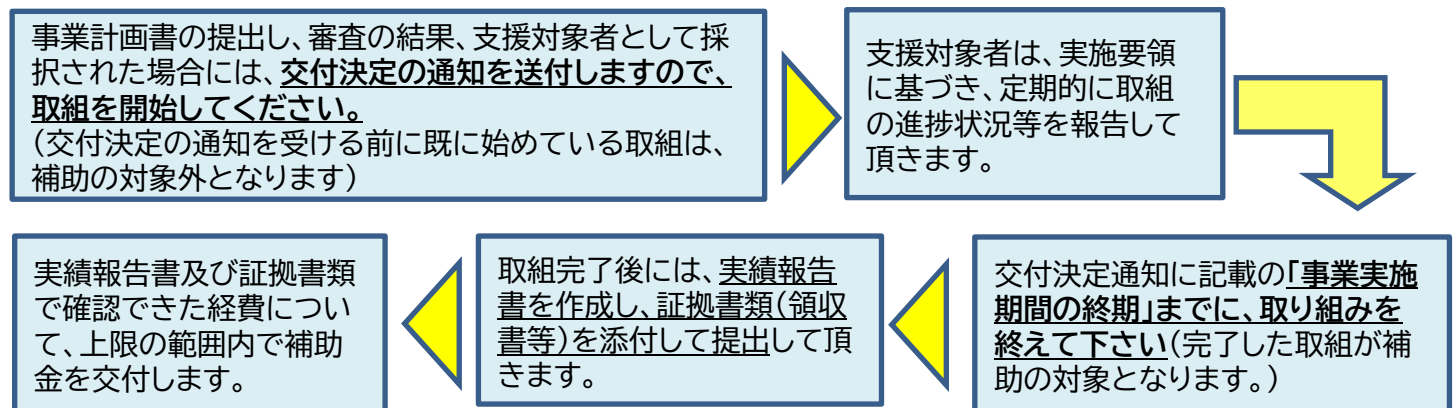 事業計画書の提出し、審査の結果、支援対象者として採
択された場合には、交付決定の通知を送付しますので、
取組を開始してください。
（交付決定の通知を受ける前に既に始めている取組は、
補助の対象外となります）
支援対象者は、実施要領
に基づき、定期的に取組
の進捗状況等を報告して
頂きます。
交付決定通知に記載の「事業実施
期間の終期」までに、取り組みを
終えて下さい（完了した取組が補
助の対象となります。）
取組完了後には、実績報告
書を作成し、証拠書類（領収
書等）を添付して提出して頂
きます。
実績報告書及び証拠書類
で確認できた経費につい
て、上限の範囲内で補助
金を交付します。